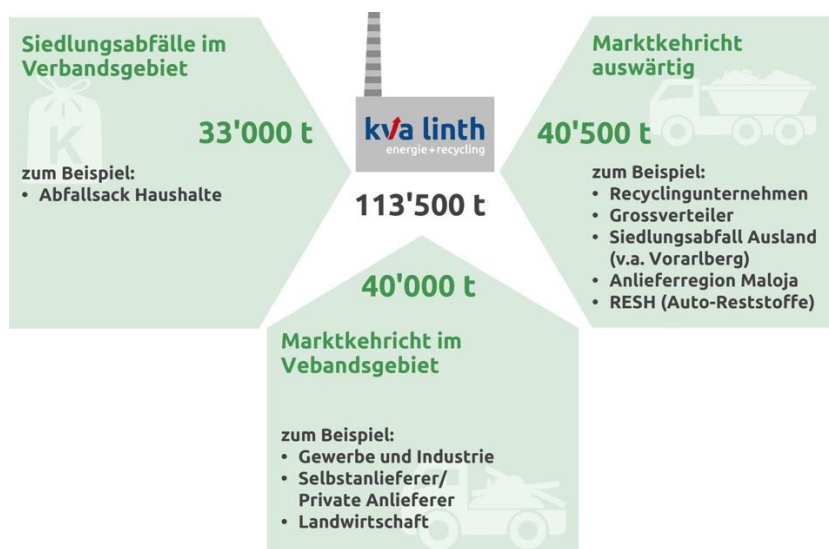 Siedlungsabfälle im
Verbandsgebiet
K
33'000 t
zum Beispiel:
• Abfallsack Haushalte
kva linth
energie+recycling
113'500 t
Marktkehricht
auswärtig
40'500 t
zum Beispiel:
• Recyclingunternehmen
• Grossverteiler
• Siedlungsabfall Ausland
(v.a. Vorarlberg)
• Anlieferregion Maloja
• RESH (Auto-Reststoffe)
40'000 t
Marktkehricht im
Vebandsgebiet
zum Beispiel:
• Gewerbe und Industrie
• Selbstanlieferer/
Private Anlieferer
• Landwirtschaft